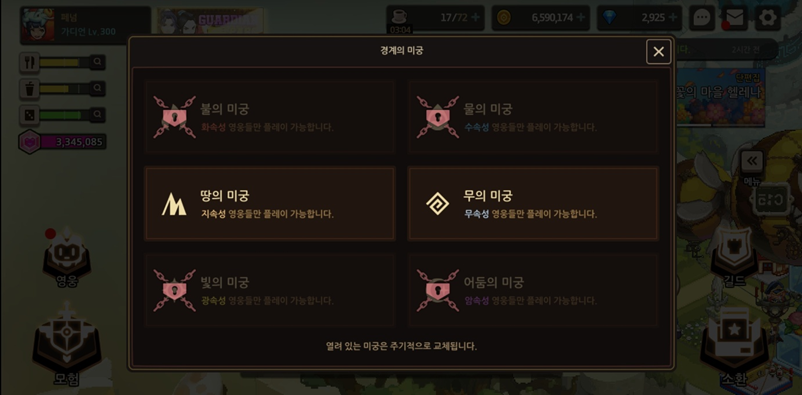 가디언 Lv.300
GUARDIAN
17/72
03:04
6,590,174
2,925
경계의 미궁
2시간 전
3,345,085
불의 미궁
화속성 영웅들만 플레이 가능합니다.
물의 미궁
수속성 영웅들만 플레이 가능합니다.
땅의 미궁
지속성 영웅들만 플레이 가능합니다.
무의 미궁
무속성 영웅들만 플레이 가능합니다.
빛의 미궁
광속성 영웅들만 플레이 가능합니다.
어둠의 미궁
암속성 영웅들만 플레이 가능합니다.
열려 있는 미궁은 주기적으로 교체됩니다.
메뉴
영웅
길드
모험
소환